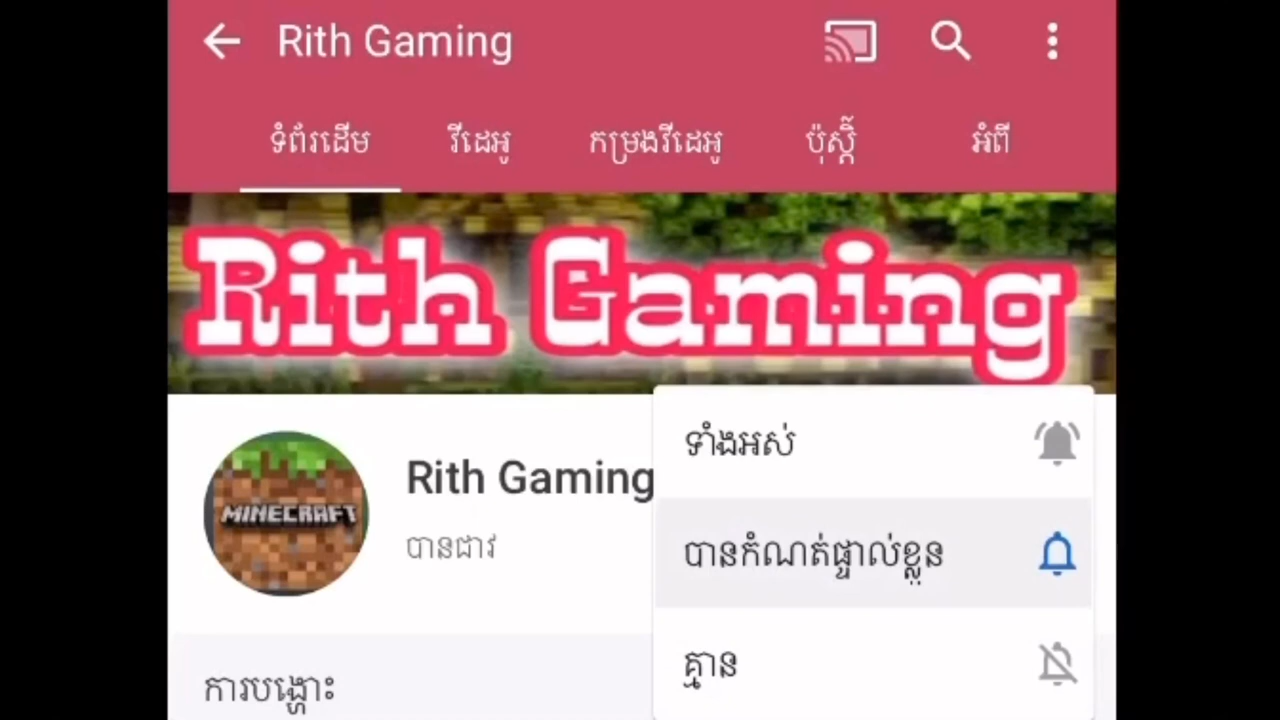 Rith Gaming
ទំព័រដើម វីដេអូ កម្រងវីដេអូ ប៉ុស្តិ៍ អំពី
Rith Gaming
MINECRAFT
Rith Gaming
បានជាវ
ទាំងអស់
បានកំណត់ផ្ទាល់ខ្លួន
គ្មាន
ការបង្ហោះ